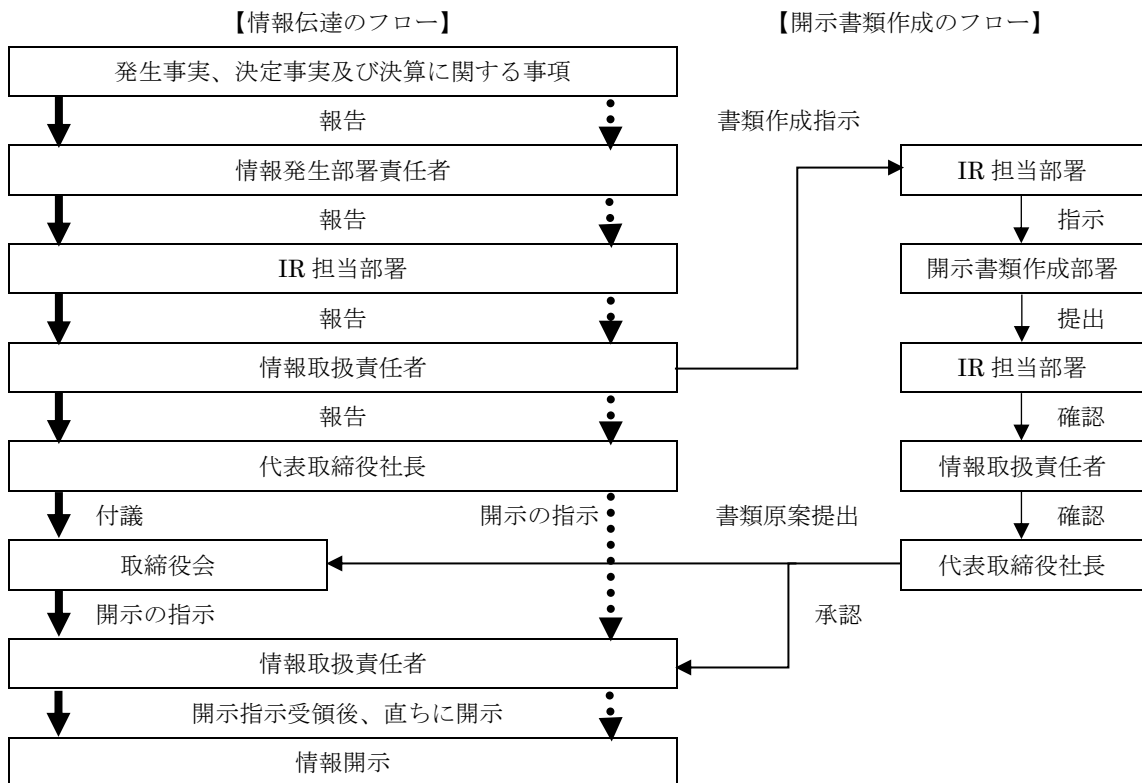 【情報伝達のフロー】
【開示書類作成のフロー】
発生事実、決定事実及び決算に関する事項
報告
書類作成指示
情報発生部署責任者
IR 担当部署
報告
指示
IR 担当部署
開示書類作成部署
報告
提出
情報取扱責任者
IR 担当部署
報告
確認
代表取締役社長
情報取扱責任者
付議
開示の指示
書類原案提出
確認
取締役会
代表取締役社長
開示の指示
承認
情報取扱責任者
開示指示受領後、直ちに開示
情報開示